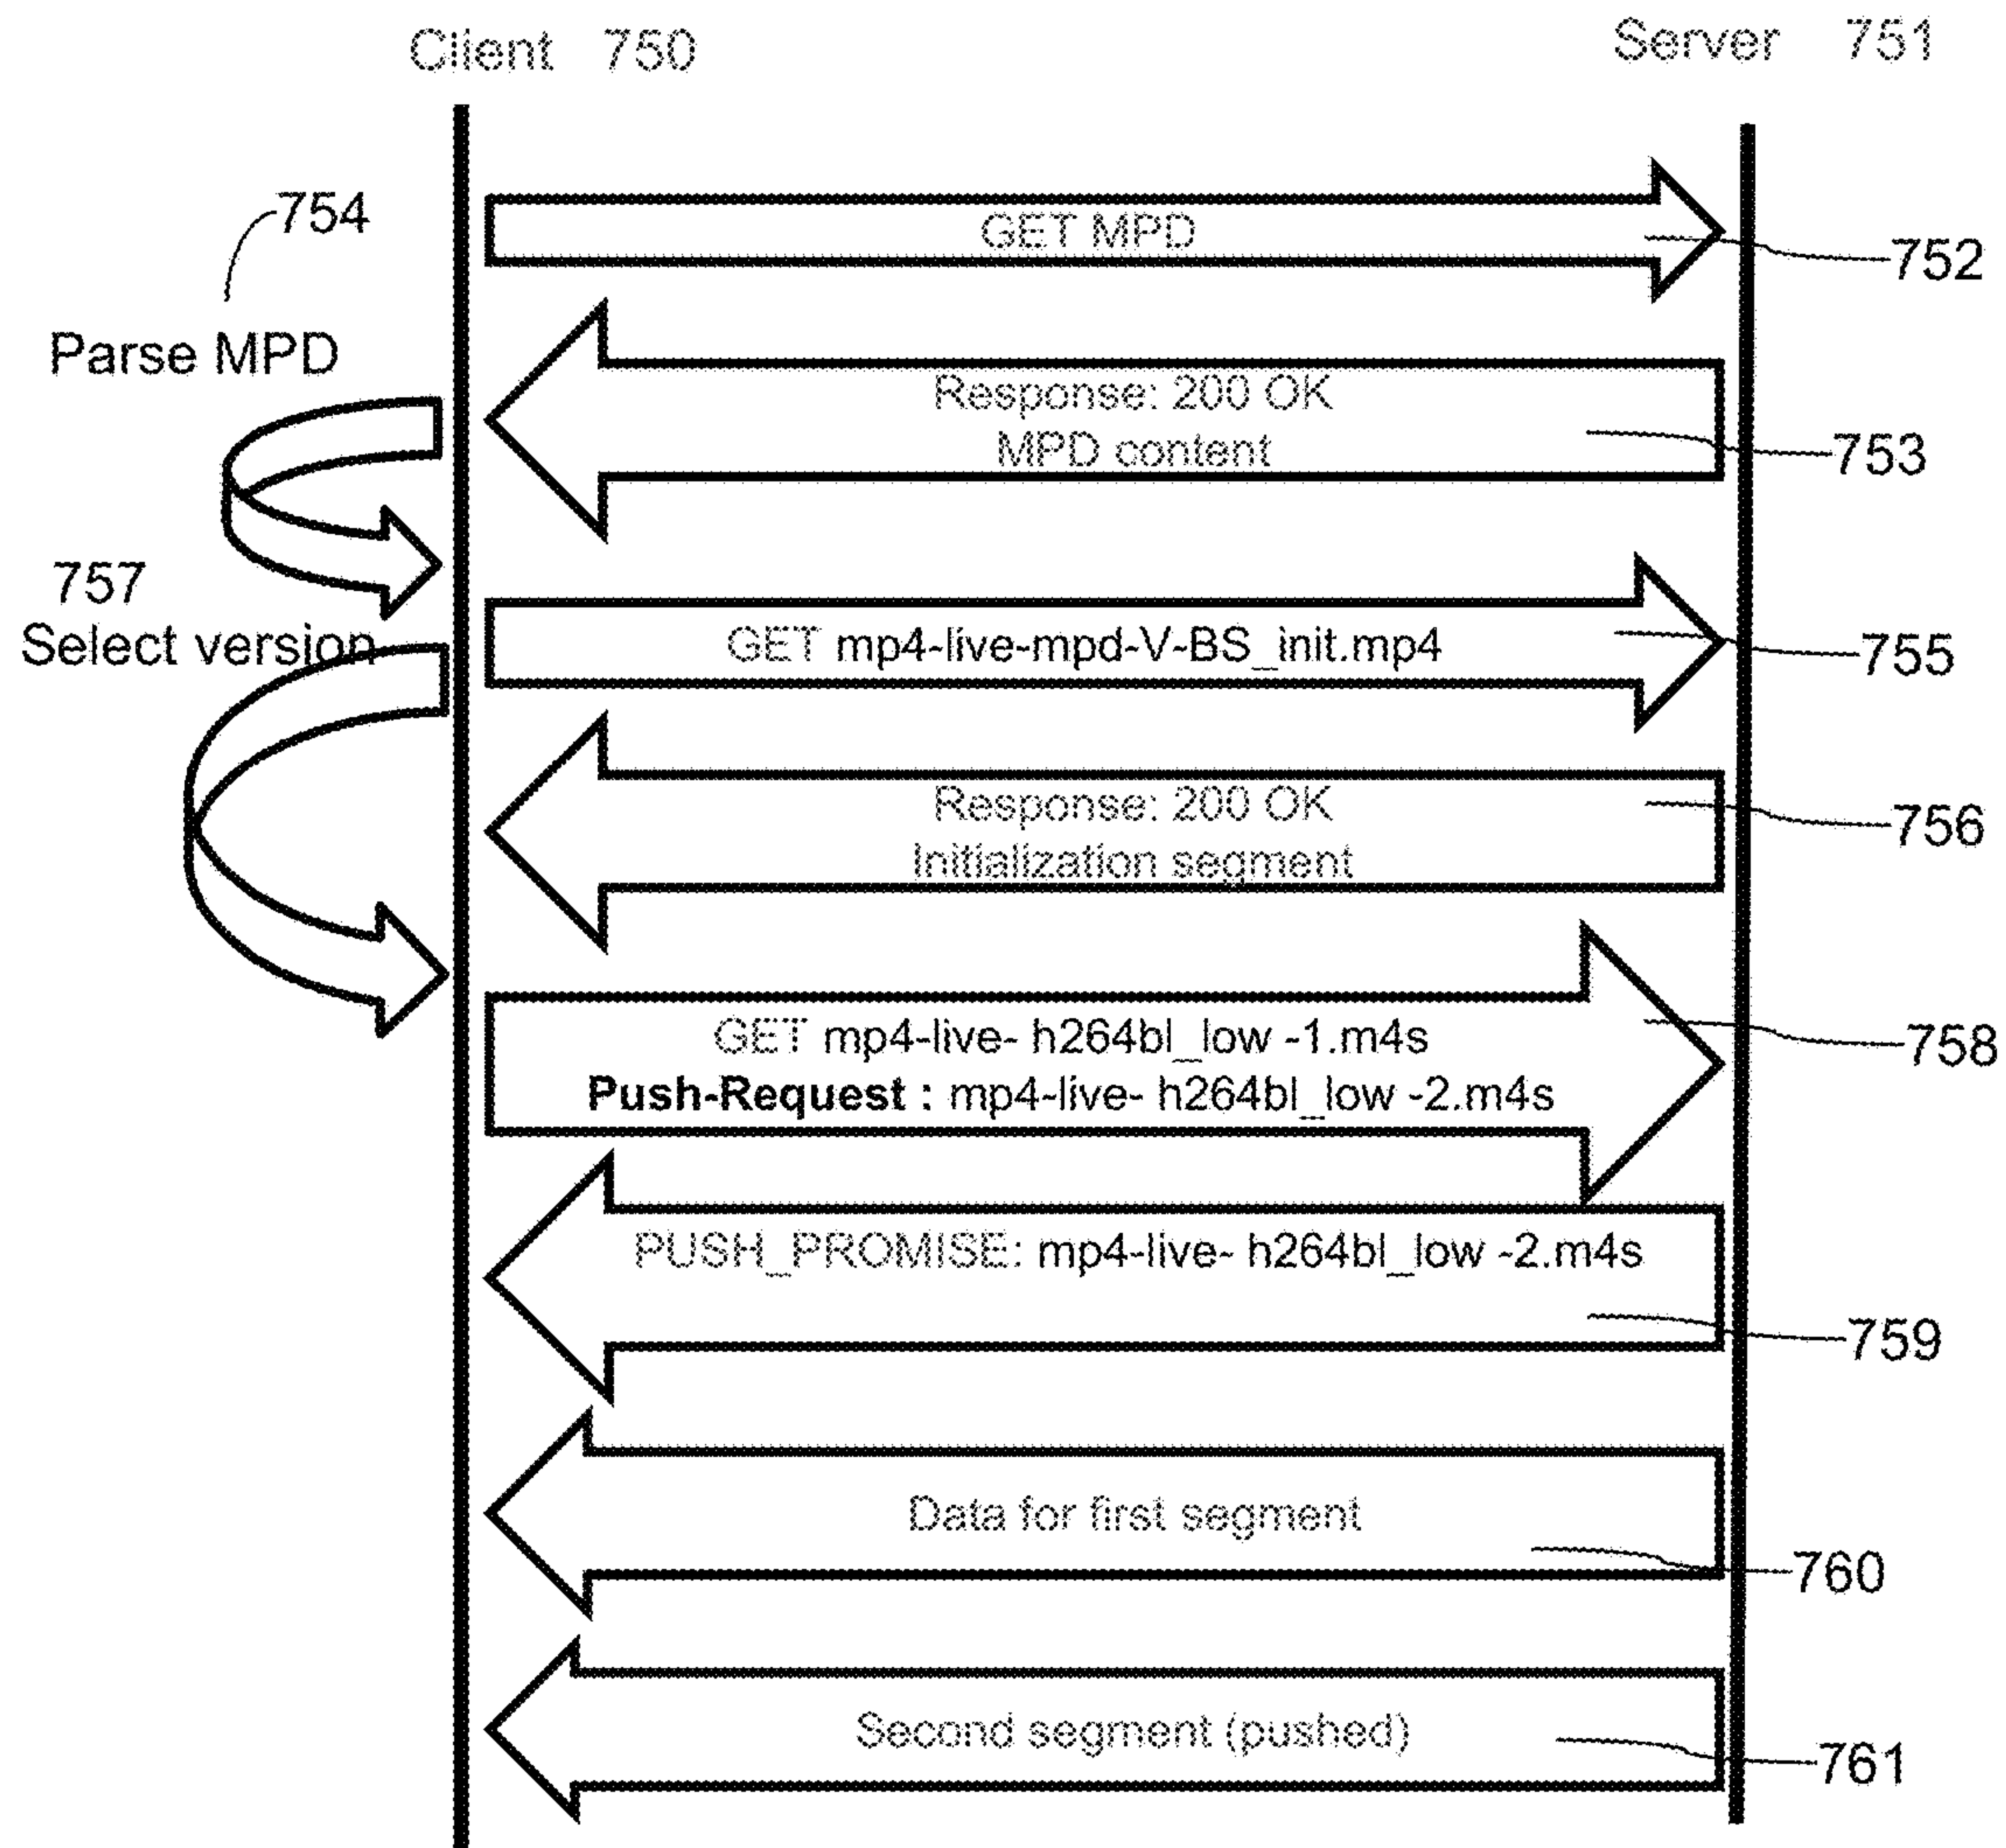 Client 750
Server 751
754
GET MPD
752
Parse MPD
Response: 200 OK
MPD content
753
757
Select version
GET mp4-live-mpd-V-BS_init.mp4
755
Response: 200 OK
Initialization segment
756
GET mp4-live- h264bl_low -1.m4s
Push-Request : mp4-live- h264bl_low -2.m4s
758
PUSH_PROMISE: mp4-live- h264bl_low -2.m4s
759
Data for first segment
760
Second segment (pushed)
761